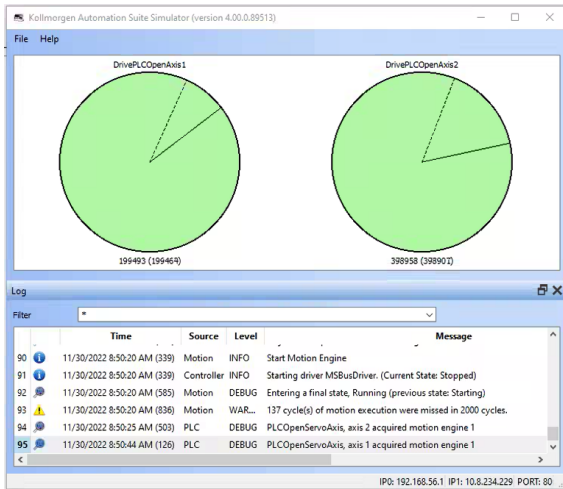 Kollmorgen Automation Suite Simulator (version 4.00.0.89513)
File Help
DrivePLCOpenAxis1 DrivePLCOpenAxis2
199493 (199464) 398958 (398901)
Log
Filter *
Time Source Level Message
90 11/30/2022 8:50:20 AM (339) Motion INFO Start Motion Engine
91 11/30/2022 8:50:20 AM (339) Controller INFO Starting driver MSBusDriver. (Current State: Stopped)
92 11/30/2022 8:50:20 AM (585) Motion DEBUG Entering a final state, Running (previous state: Starting)
93 11/30/2022 8:50:20 AM (836) Motion WAR... 137 cycle(s) of motion execution were missed in 2000 cycles.
94 11/30/2022 8:50:25 AM (503) PLC DEBUG PLCOpenServoAxis, axis 2 acquired motion engine 1
95 11/30/2022 8:50:44 AM (126) PLC DEBUG PLCOpenServoAxis, axis 1 acquired motion engine 1
IP0: 192.168.56.1 IP1: 10.8.234.229 PORT: 80